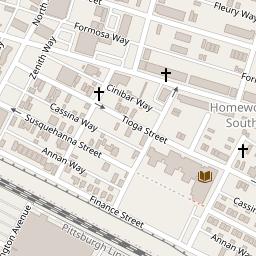 Fleury Way
North
Formosa Way
Zenith Way
Cinibar Way
Homewo
South
Cassina Way
Tioga Street
Susquehanna Street
Annan Way
Cassin
Finance Street
Annan Way
ngton Avenue
Pittsburgh Lin